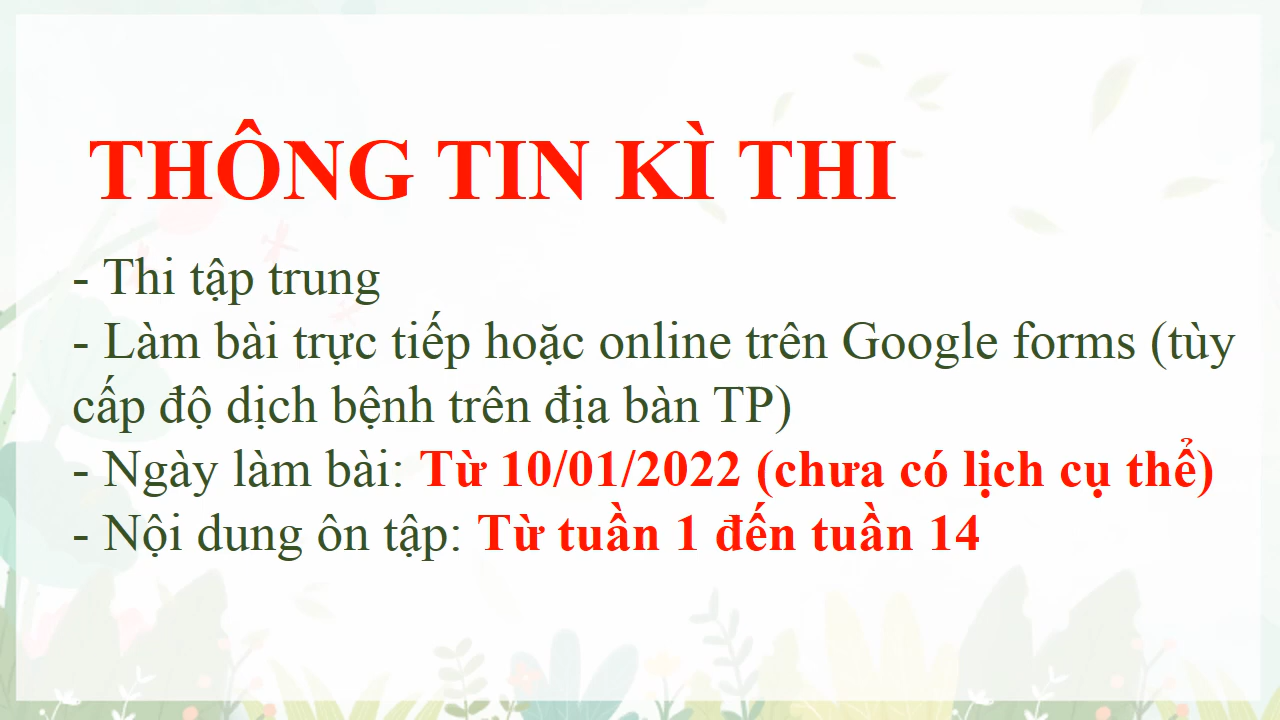 THÔNG TIN KÌ THI
- Thi tập trung
- Làm bài trực tiếp hoặc online trên Google forms (tùy
cấp độ dịch bệnh trên địa bàn TP)
- Ngày làm bài: Từ 10/01/2022 (chưa có lịch cụ thể)
- Nội dung ôn tập: Từ tuần 1 đến tuần 14